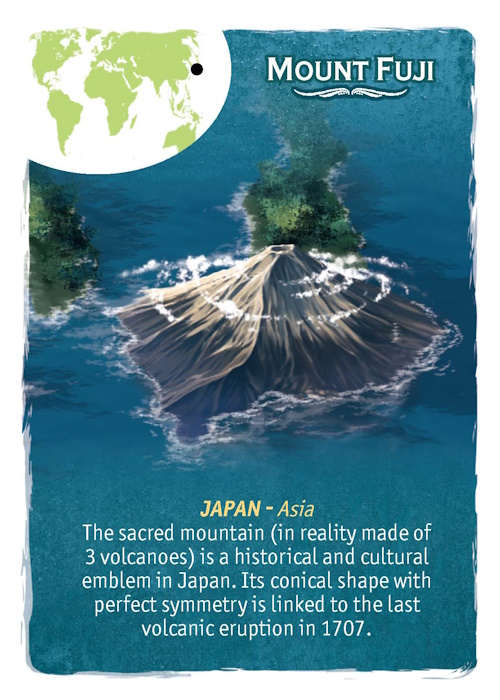 Mount Fuji
JAPAN - Asia
The sacred mountain (in reality made of
3 volcanoes) is a historical and cultural
emblem in Japan. Its conical shape with
perfect symmetry is linked to the last
volcanic eruption in 1707.